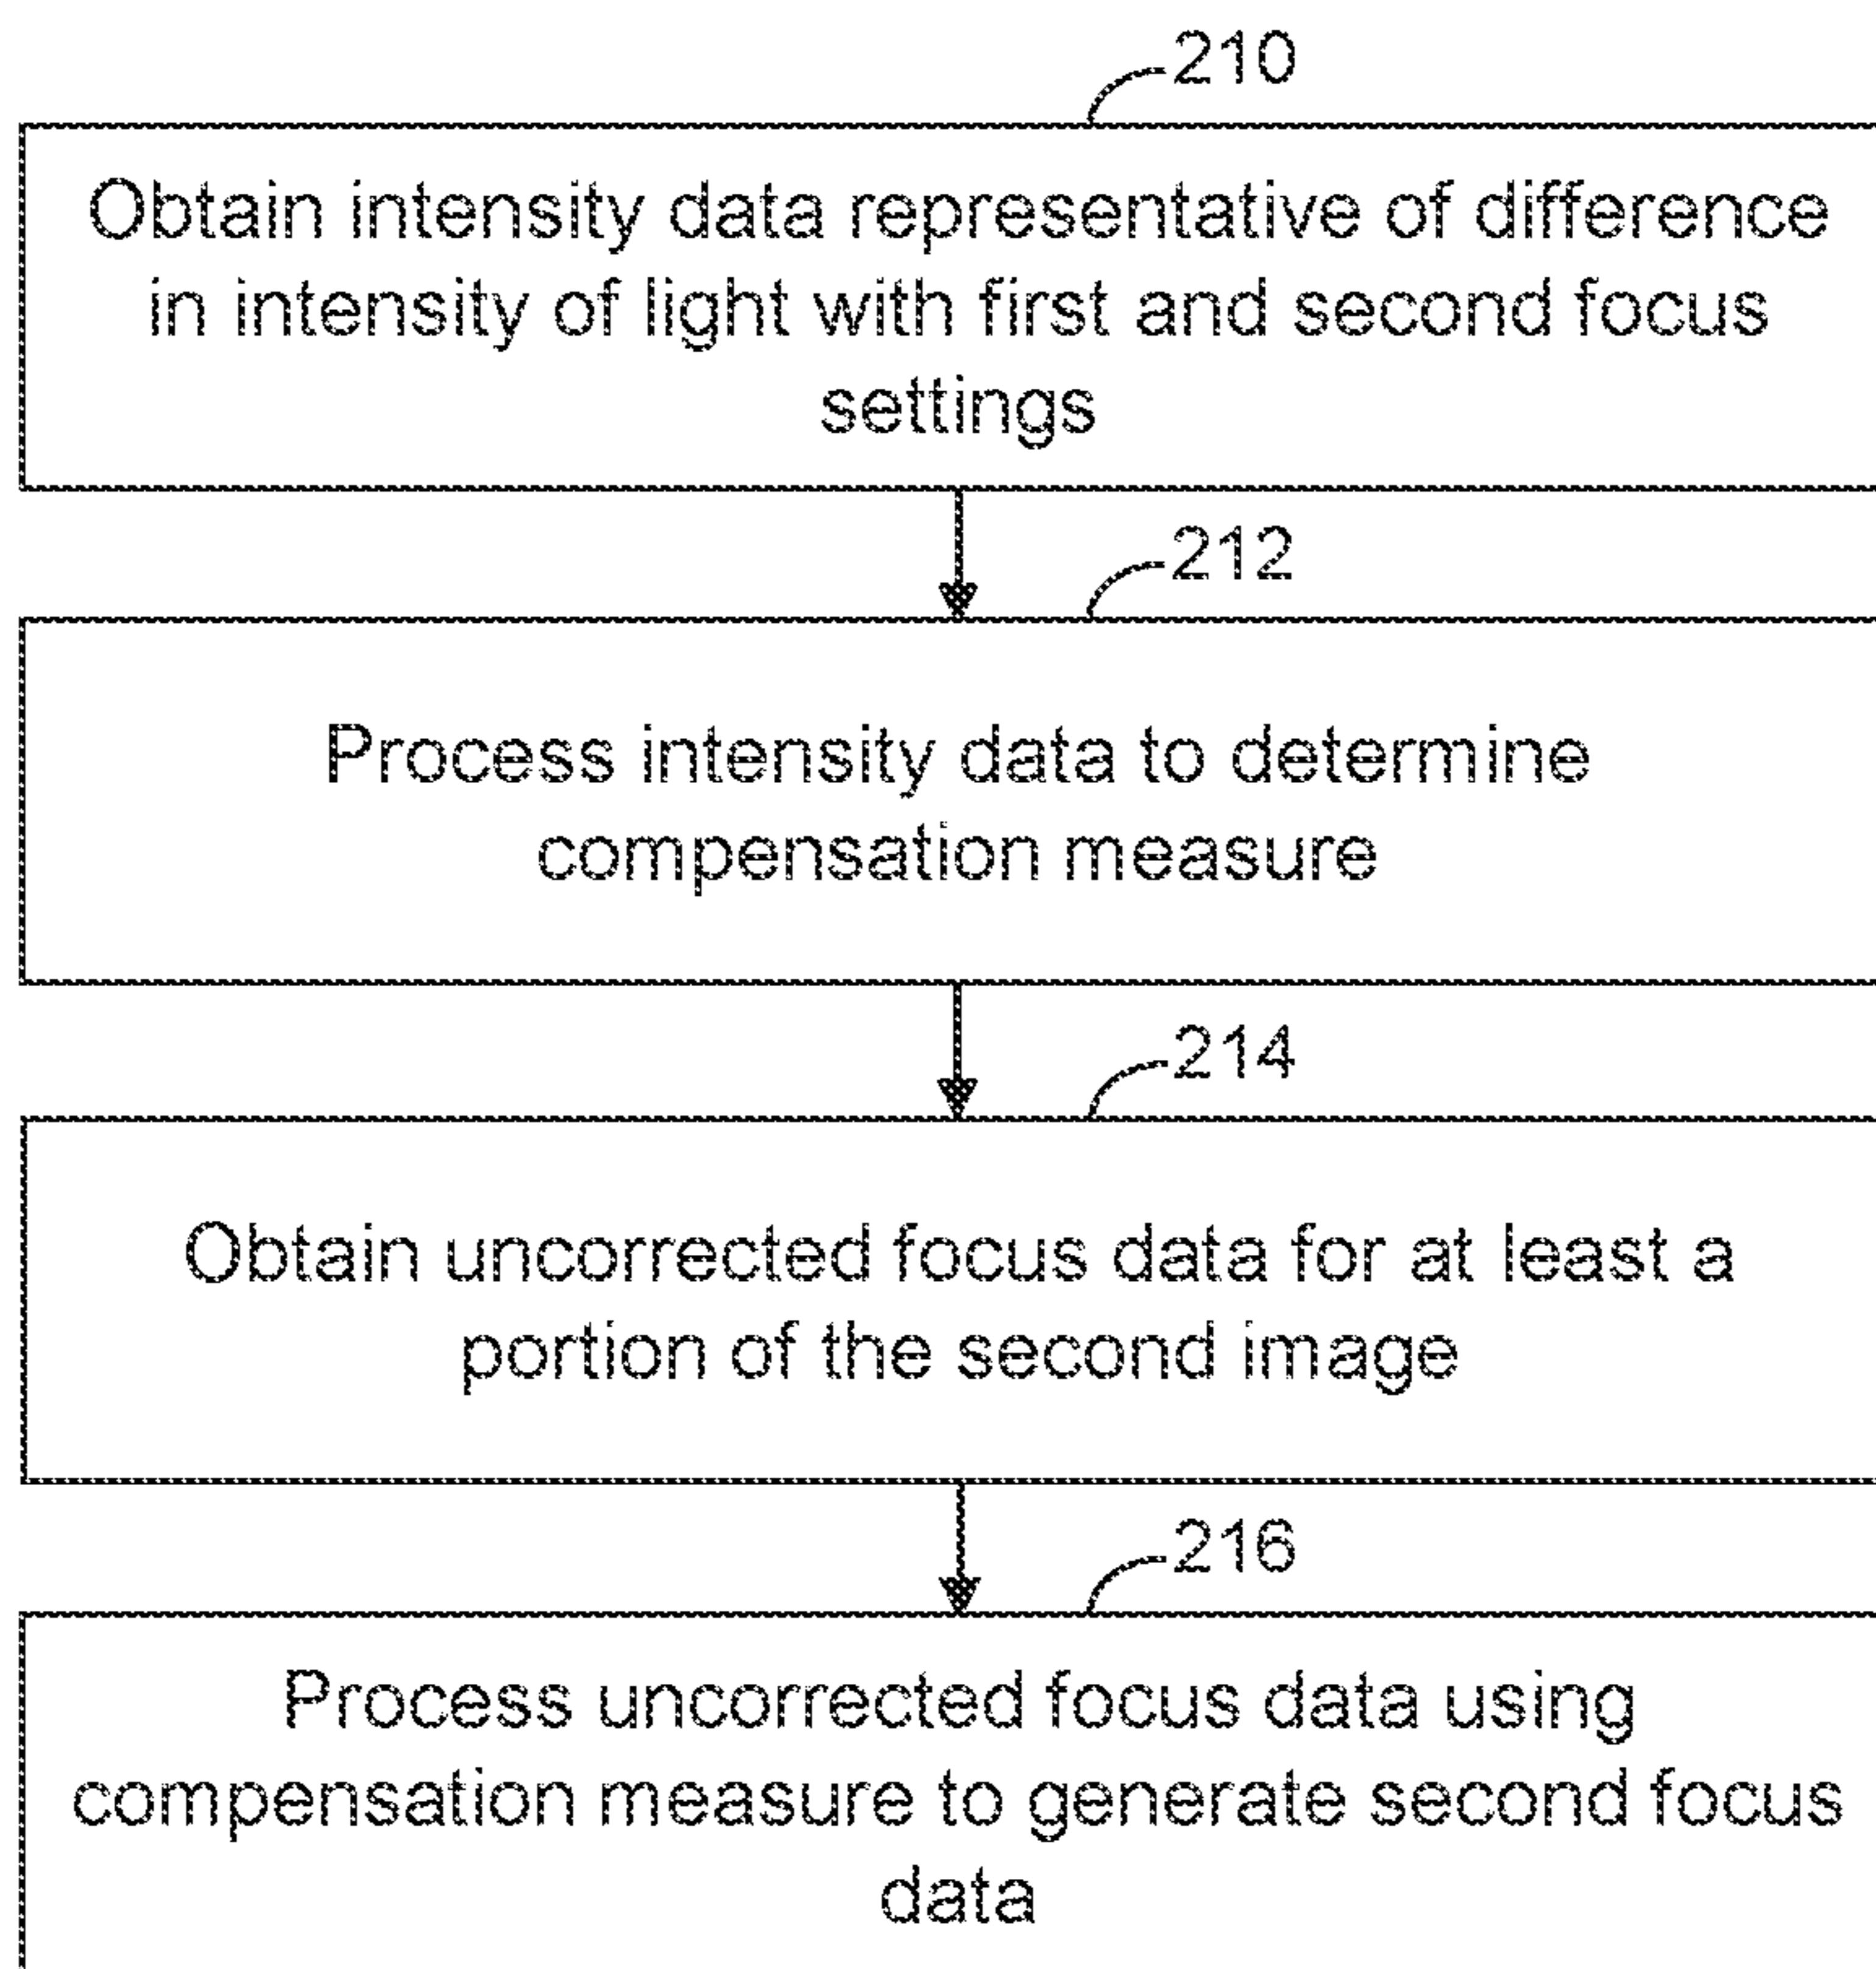 210
Obtain intensity data representative of difference
in intensity of light with first and second focus
settings
212
Process intensity data to determine
compensation measure
214
Obtain uncorrected focus data for at least a
portion of the second image
216
Process uncorrected focus data using
compensation measure to generate second focus
data